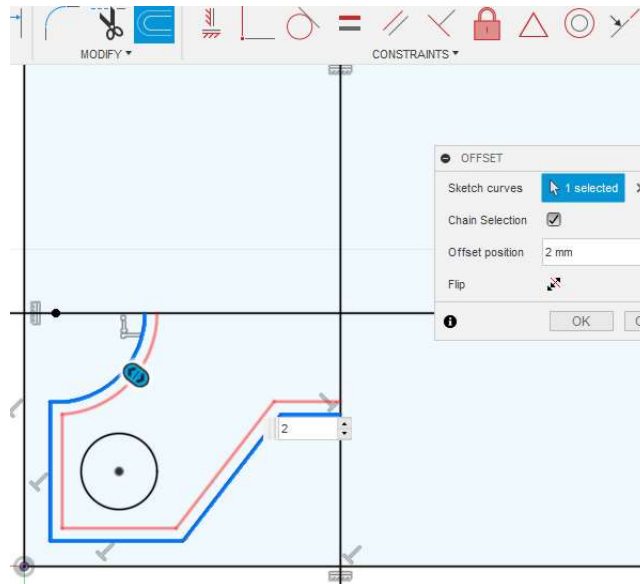 MODIFY ▾
CONSTRAINTS ▾
OFFSET
Sketch curves
1 selected
Chain Selection
Offset position
2 mm
Flip
OK
2